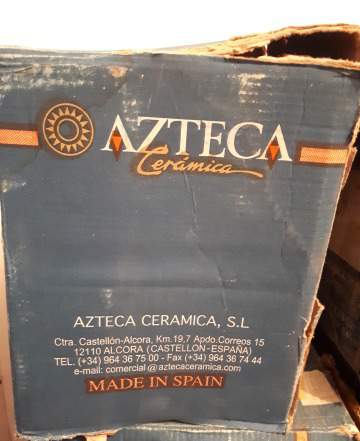 AZTECA
Cerámica
AZTECA CERAMICA, S.L
Ctra. Castellón-Alcora, Km.19,7 Apdo.Correos 15
12110 ALCORA (CASTELLON-ESPAÑA)
TEL. (+34) 964 36 75 00 - Fax (+34) 964 36 74 44
e-mail: comercial @ aztecaceramica.com
MADE IN SPAIN